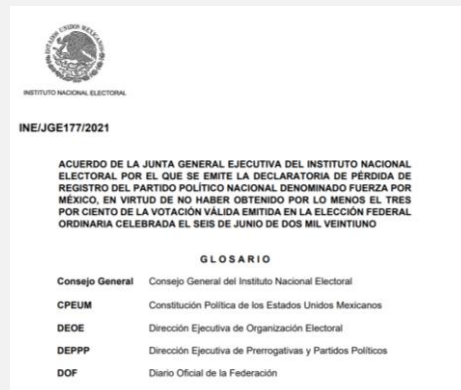 ESTADOS UNIDOS MEXICANOS
INSTITUTO NACIONAL ELECTORAL
INE/JGE177/2021
ACUERDO DE LA JUNTA GENERAL EJECUTIVA DEL INSTITUTO NACIONAL
ELECTORAL POR EL QUE SE EMITE LA DECLARATORIA DE PÉRDIDA DE
REGISTRO DEL PARTIDO POLÍTICO NACIONAL DENOMINADO FUERZA POR
MÉXICO, EN VIRTUD DE NO HABER OBTENIDO POR LO MENOS EL TRES
POR CIENTO DE LA VOTACIÓN VÁLIDA EMITIDA EN LA ELECCIÓN FEDERAL
ORDINARIA CELEBRADA EL SEIS DE JUNIO DE DOS MIL VEINTIUNO
GLOSARIO
Consejo General Consejo General del Instituto Nacional Electoral
CPEUM Constitución Política de los Estados Unidos Mexicanos
DEOE Dirección Ejecutiva de Organización Electoral
DEPPP Dirección Ejecutiva de Prerrogativas y Partidos Políticos
DOF Diario Oficial de la Federación